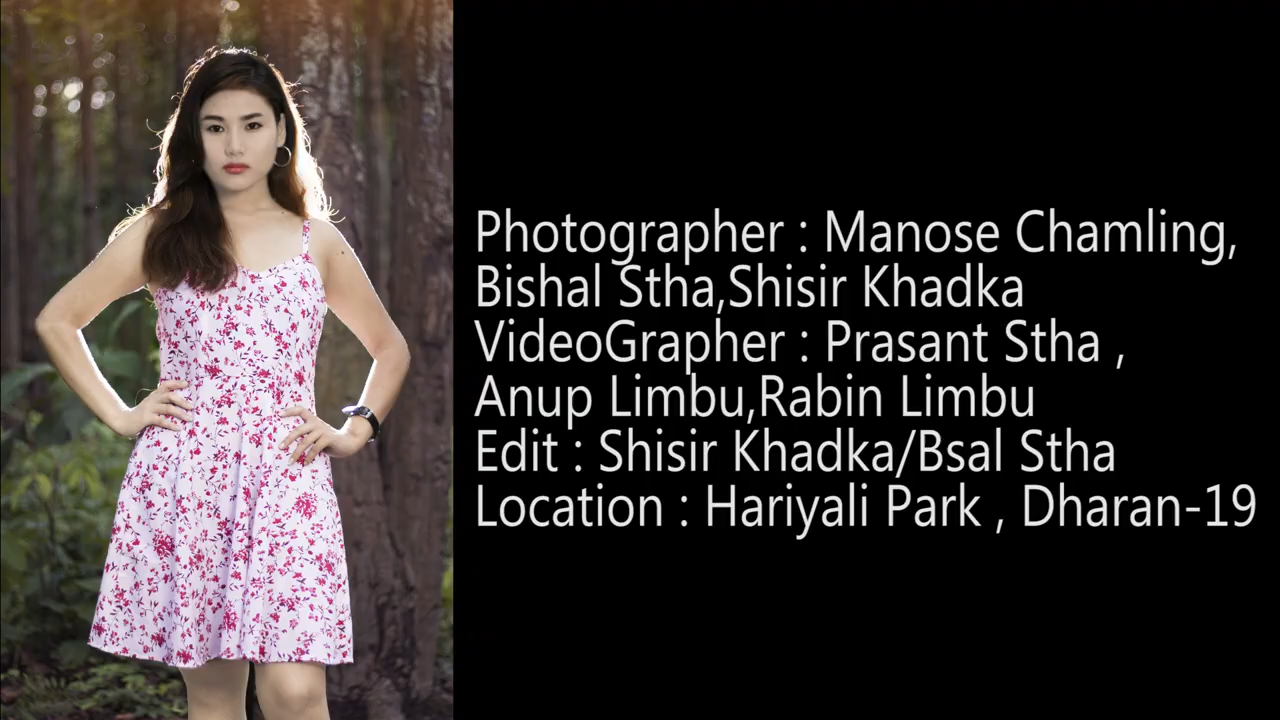 Photographer : Manose Chamling,
Bishal Stha,Shisir Khadka
VideoGrapher : Prasant Stha ,
Anup Limbu,Rabin Limbu
Edit : Shisir Khadka/Bsal Stha
Location : Hariyali Park , Dharan-19